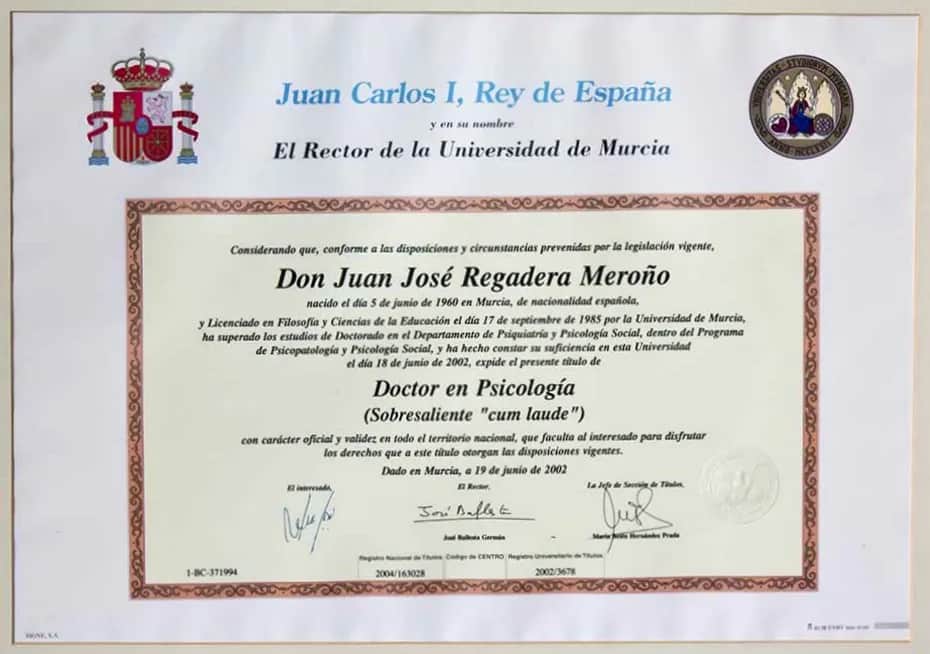 Juan Carlos I, Rey de España
y en su nombre
El Rector de la Universidad de Murcia
Considerando que, conforme a las disposiciones y circunstancias prevenidas por la legislación vigente,
Don Juan José Regadera Meroño
nacido el día 5 de junio de 1960 en Murcia, de nacionalidad española,
y Licenciado en Filosofía y Ciencias de la Educación el día 17 de septiembre de 1985 por la Universidad de Murcia,
ha superado los estudios de Doctorado en el Departamento de Psiquiatría y Psicología Social, dentro del Programa
de Psicopatología y Psicología Social, y ha hecho constar su suficiencia en esta Universidad
el día 18 de junio de 2002, expide el presente título de
Doctor en Psicología
(Sobresaliente "cum laude")
con carácter oficial y validez en todo el territorio nacional, que faculta al interesado para disfrutar
los derechos que a este título otorgan las disposiciones vigentes.
Dado en Murcia, a 19 de junio de 2002
El interesado, El Rector, La Jefe de Sección de Títulos,
José Ballesta
José Ballesta Germán María Hernández Prada
Registro Nacional de Títulos Código de CENTRO Registro Universitario de Títulos
1-BC-371994 2004/163028 2002/3678
SIGNE, S.A.